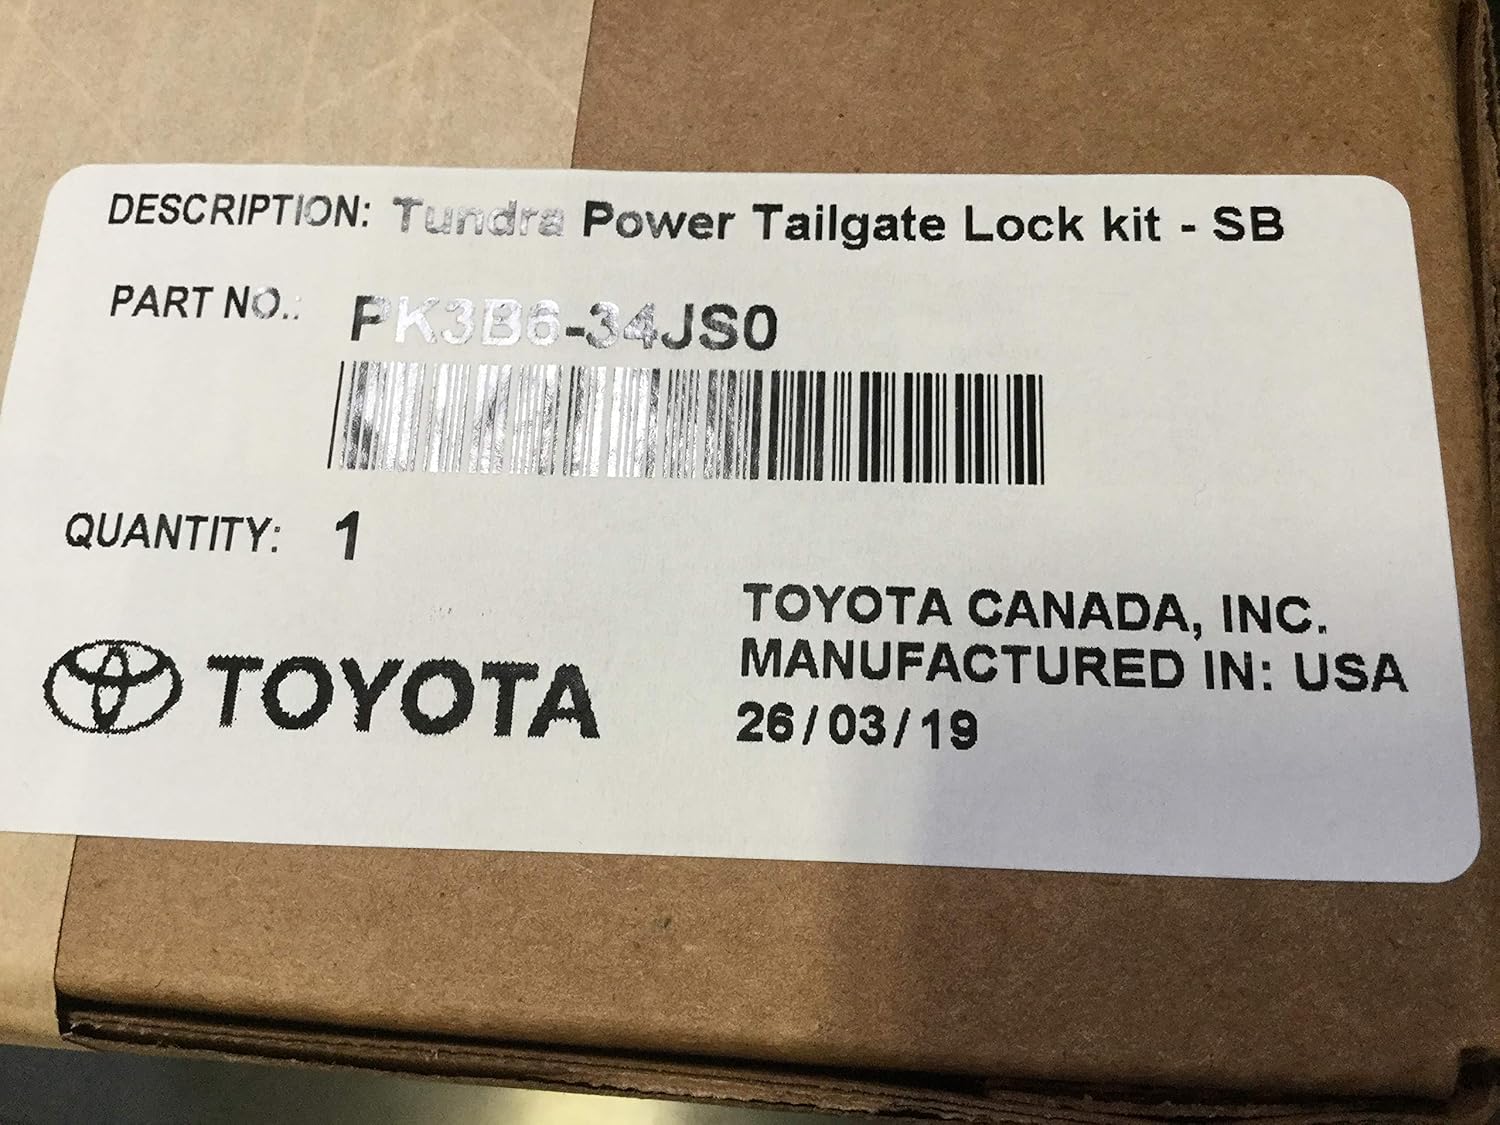 DESCRIPTION: Tundra Power Tailgate Lock kit - SB
PART NO.: PK3B6-34JS0
QUANTITY: 1
TOYOTA
TOYOTA CANADA, INC.
MANUFACTURED IN: USA
26/03/19